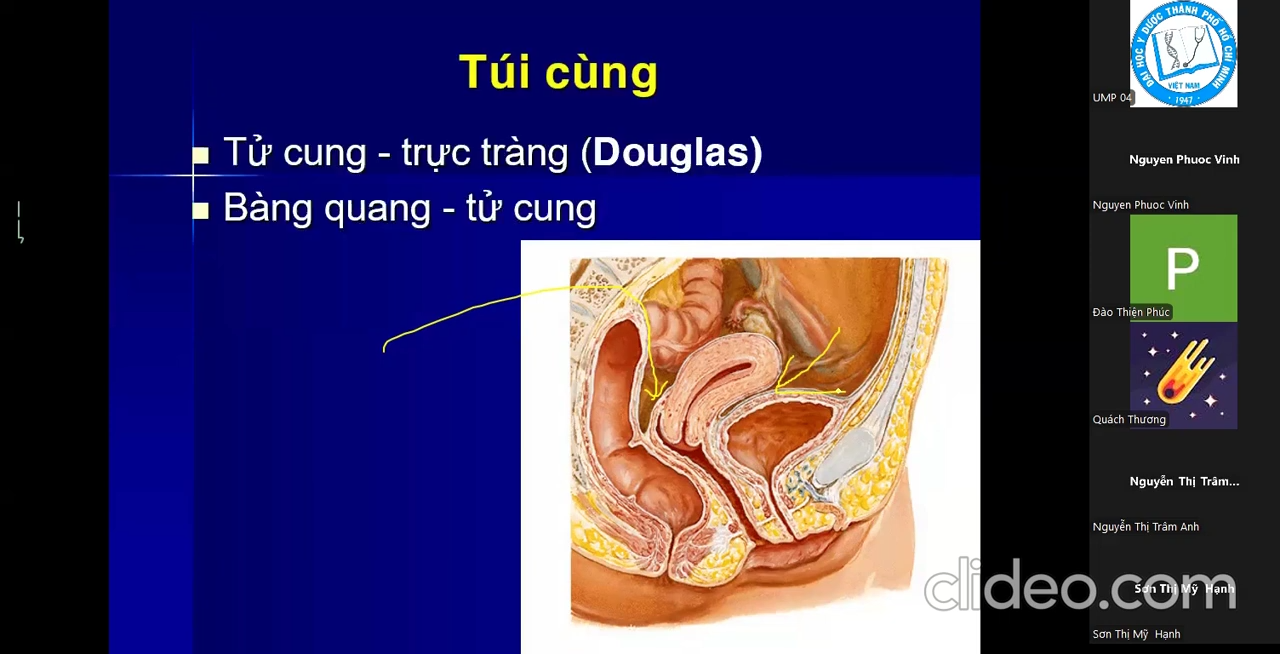 Túi cùng
Tử cung - trực tràng (Douglas)
Bàng quang - tử cung
ĐẠI HỌC Y DƯỢC THÀNH PHỐ HỒ CHÍ MINH
VIỆT NAM
1947
UMP 04
Nguyen Phuoc Vinh
Nguyen Phuoc Vinh
P
Đào Thiện Phúc
Quách Thương
Nguyễn Thị Trâm...
Nguyễn Thị Trâm Anh
Sơn Thị Mỹ Hạnh
Sơn Thị Mỹ Hạnh
clideo.com